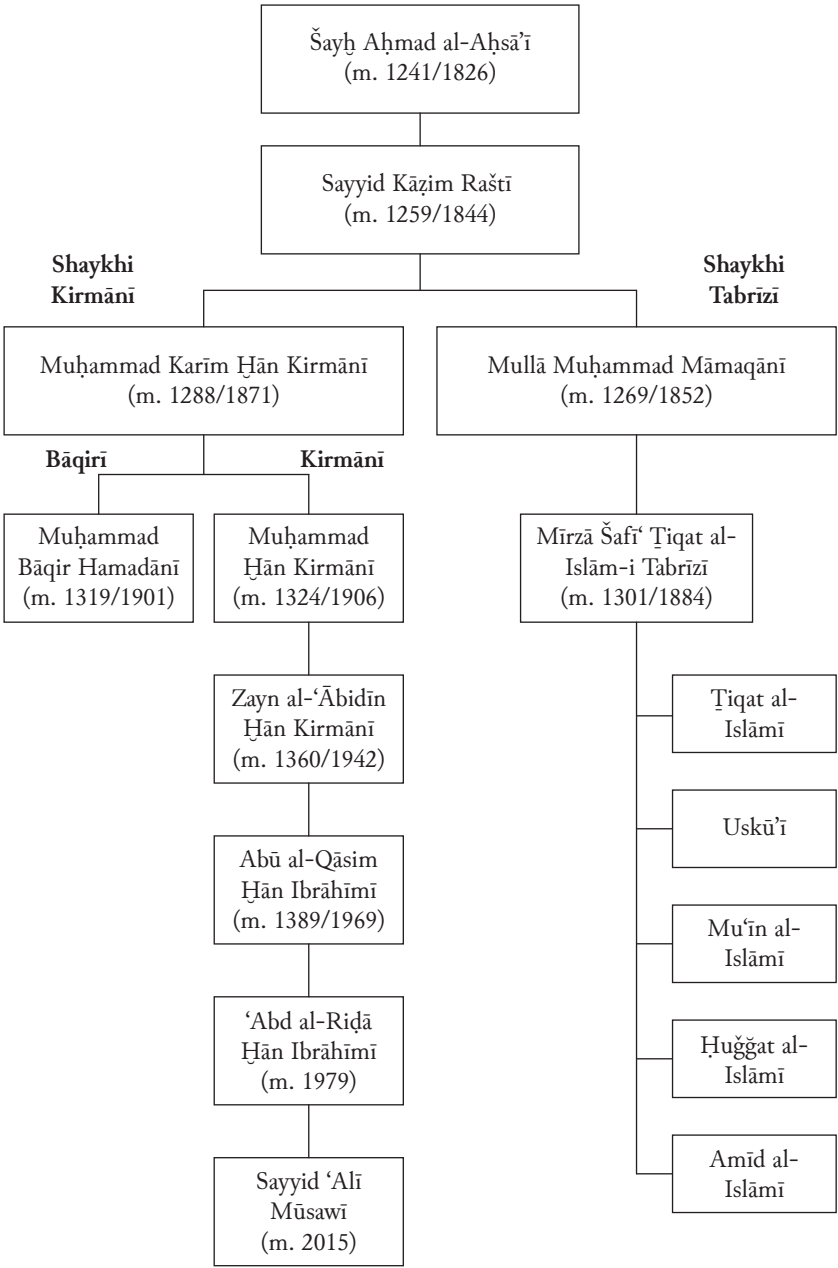 Šayḫ Aḥmad al-Aḥsā’ī
(m. 1241/1826)
Sayyid Kāẓim Raštī
(m. 1259/1844)
Shaykhi
Kirmānī
Shaykhi
Tabrīzī
Muḥammad Karīm Ḫān Kirmānī
(m. 1288/1871)
Mullā Muḥammad Māmaqānī
(m. 1269/1852)
Bāqirī
Kirmānī
Muḥammad
Bāqir Hamadānī
(m. 1319/1901)
Muḥammad
Ḫān Kirmānī
(m. 1324/1906)
Mīrzā Šafī‘ Ṯiqat al-
Islām-i Tabrīzī
(m. 1301/1884)
Zayn al-‘Ābidīn
Ḫān Kirmānī
(m. 1360/1942)
Abū al-Qāsim
Ḫān Ibrāhīmī
(m. 1389/1969)
‘Abd al-Riḍā
Ḫān Ibrāhīmī
(m. 1979)
Sayyid ‘Alī
Mūsawī
(m. 2015)
Ṯiqat al-
Islāmī
Uskū’ī
Mu‘īn al-
Islāmī
Ḥuǧǧat al-
Islāmī
Amīd al-
Islāmī